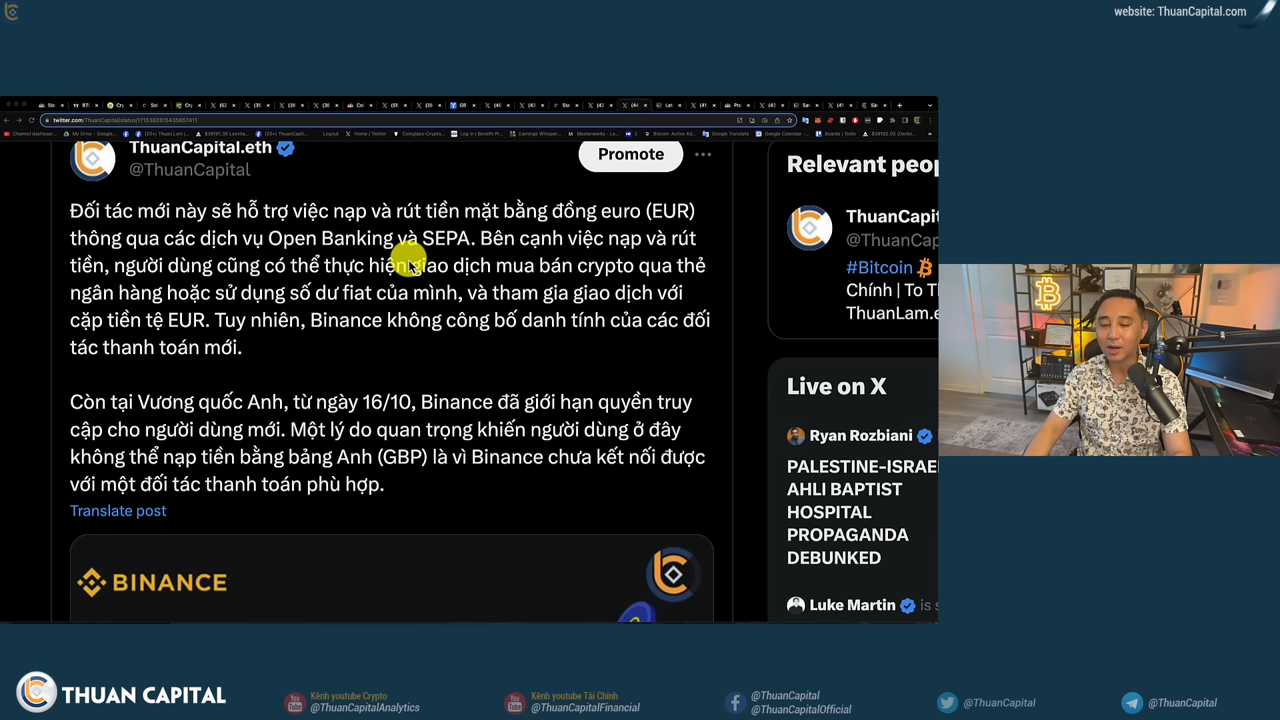 website: ThuanCapital.com
twitter.com/ThuanCapital/status/1715382815435657411
ThuanCapital.eth
@ThuanCapital
Promote
Đối tác mới này sẽ hỗ trợ việc nạp và rút tiền mặt bằng đồng euro (EUR)
thông qua các dịch vụ Open Banking và SEPA. Bên cạnh việc nạp và rút
tiền, người dùng cũng có thể thực hiện giao dịch mua bán crypto qua thẻ
ngân hàng hoặc sử dụng số dư fiat của mình, và tham gia giao dịch với
cặp tiền tệ EUR. Tuy nhiên, Binance không công bố danh tính của các đối
tác thanh toán mới.
Còn tại Vương quốc Anh, từ ngày 16/10, Binance đã giới hạn quyền truy
cập cho người dùng mới. Một lý do quan trọng khiến người dùng ở đây
không thể nạp tiền bằng bảng Anh (GBP) là vì Binance chưa kết nối được
với một đối tác thanh toán phù hợp.
Translate post
BINANCE
Relevant peop
ThuanCapit
@ThuanCapita
#Bitcoin
Chính | To Th
ThuanLam.e
Live on X
Ryan Rozbiani
PALESTINE-ISRAE
AHLI BAPTIST
HOSPITAL
PROPAGANDA
DEBUNKED
Luke Martin is s
THUAN CAPITAL
Kênh youtube Crypto
@ThuanCapitalAnalytics
Kênh youtube Tài Chính
@ThuanCapitalFinancial
@ThuanCapital
@ThuanCapitalOfficial
@ThuanCapital
@ThuanCapital